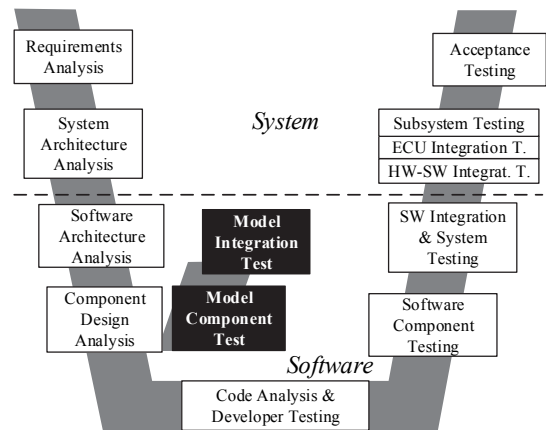 Requirements
Analysis
Acceptance
Testing
System
Architecture
Analysis
System
Subsystem Testing
ECU Integration T.
HW-SW Integrat. T.
Software
Architecture
Analysis
Model
Integration
Test
SW Integration
& System
Testing
Component
Design
Analysis
Model
Component
Test
Software
Component
Testing
Software
Code Analysis &
Developer Testing